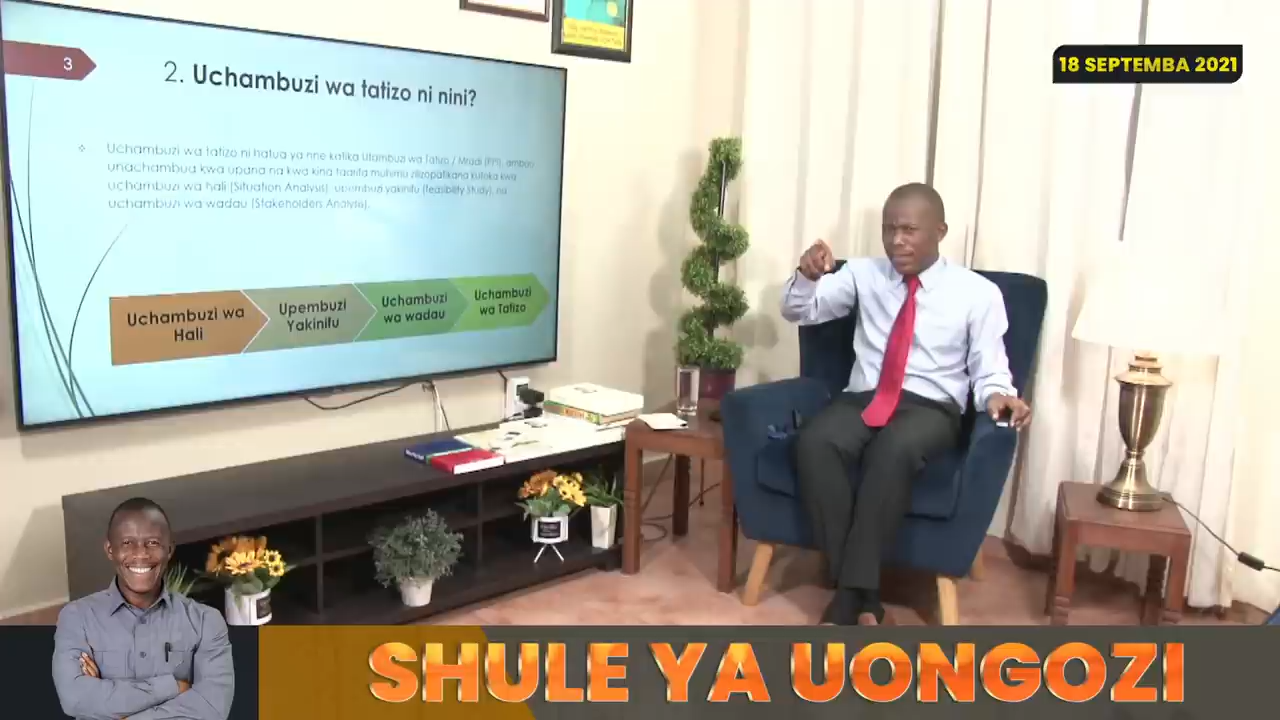 18 SEPTEMBA 2021
3
2. Uchambuzi wa tatizo ni nini?
Uchambuzi wa tatizo ni hatua ya nne katika Utambuzi wa Tatizo / Mradi (PPI), ambao
unachambua kwa upana na kwa kina taarifa muhimu zilizopatikana kutoka kwa
uchambuzi wa hali (Situation Analysis), upembuzi yakinifu (feasibility Study), na
uchambuzi wa wadau (Stakeholders Analysis).
Uchambuzi wa
Hali
Upembuzi
Yakinifu
Uchambuzi
wa wadau
Uchambuzi
wa Tatizo
SHULE YA UONGOZI